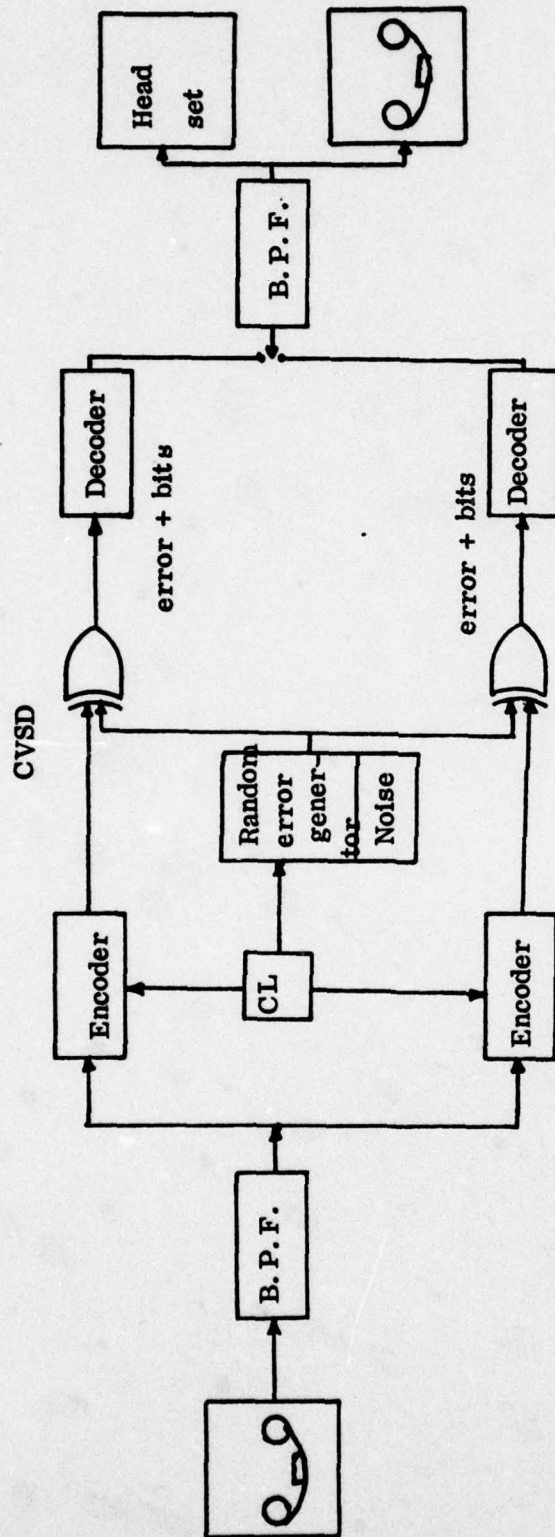 CVSD
Encoder
Decoder
error + bits
B.P.F.
CL
Random
error
gener-
tor
Noise
B.P.F.
Head
set
Encoder
error + bits
Decoder